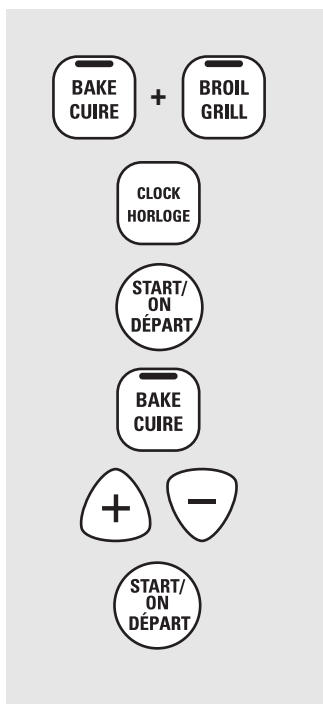 BAKE
CUIRE
+
BROIL
GRILL
CLOCK
HORLOGE
START/
ON
DÉPART
BAKE
CUIRE
+ −
START/
ON
DÉPART